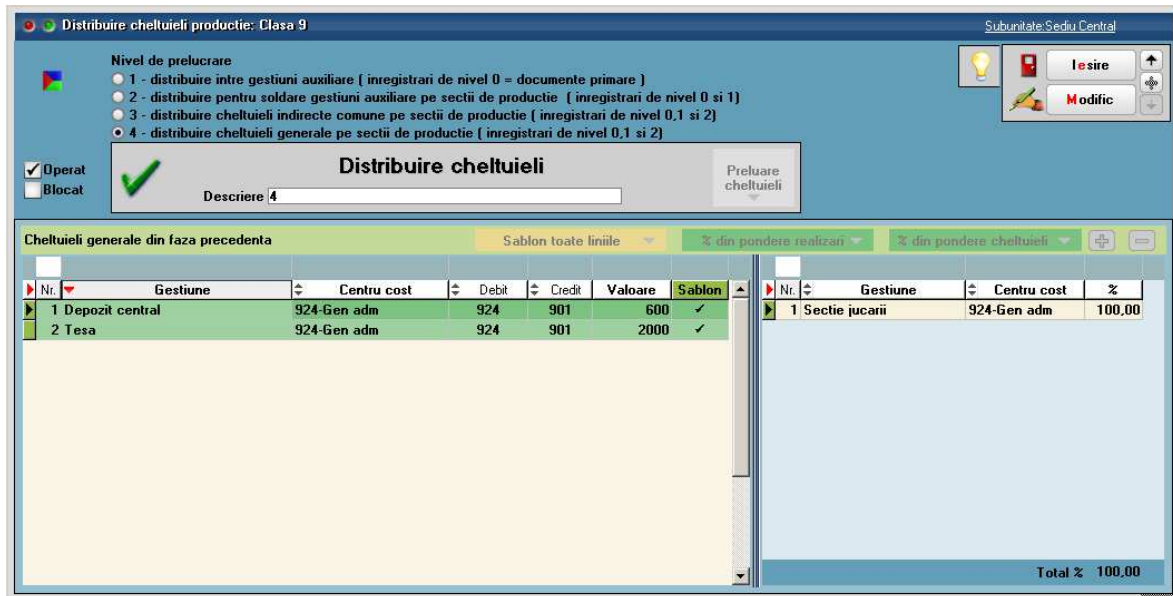 Distribuire cheltuieli productie: Clasa 9 Subunitate:Sediu Central
Nivel de prelucrare
1 - distribuire intre gestiuni auxiliare ( inregistrari de nivel 0 = documente primare )
2 - distribuire pentru soldare gestiuni auxiliare pe sectii de productie ( inregistrari de nivel 0 si 1)
3 - distribuire cheltuieli indirecte comune pe sectii de productie ( inregistrari de nivel 0,1 si 2)
4 - distribuire cheltuieli generale pe sectii de productie ( inregistrari de nivel 0,1 si 2)
Iesire
Modific
Operat
Blocat
Distribuire cheltuieli
Descriere 4
Preluare
cheltuieli
Cheltuieli generale din faza precedenta Sablon toate liniile % din pondere realizari % din pondere cheltuieli
Nr. Gestiune Centru cost Debit Credit Valoare Sablon
1 Depozit central 924-Gen adm 924 901 600 ✓
2 Tesa 924-Gen adm 924 901 2000 ✓
Nr. Gestiune Centru cost %
1 Sectie jucarii 924-Gen adm 100,00
Total % 100,00